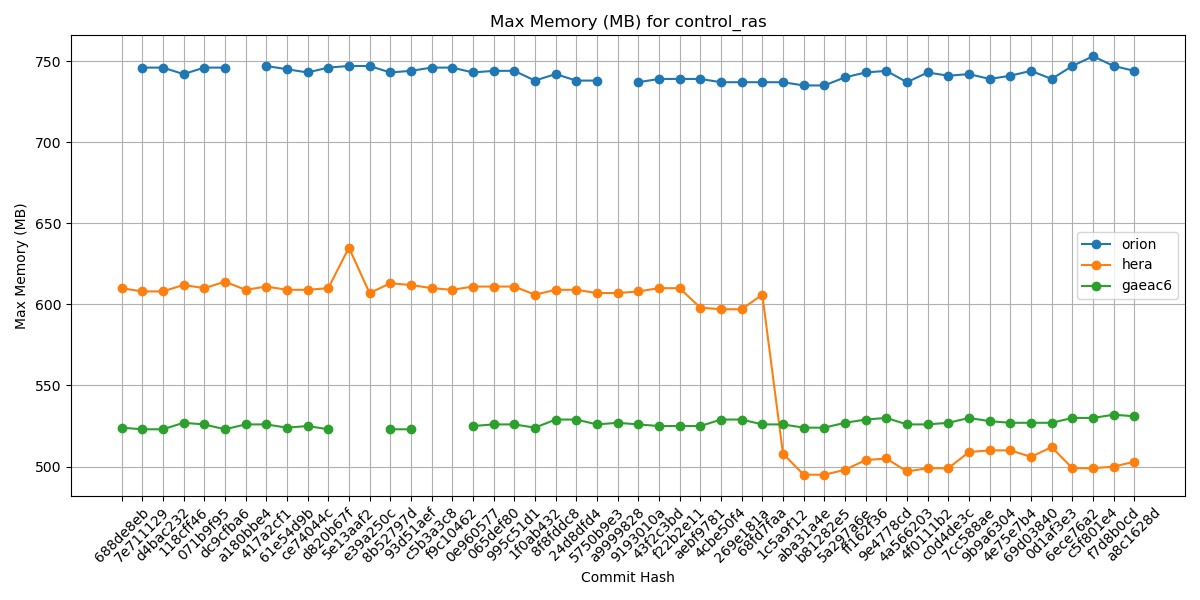 Max Memory (MB) for control_ras
Max Memory (MB)
750
700
650
600
550
500
orion
hera
gaeac6
688de8eb
7e711129
d4bac232
118cff46
071b9f95
dc9cfba6
a180bbe4
417a2cf1
61e54d9b
ce74044c
d820b67f
5e13aaf2
e39a250c
8b52797d
93d51aef
c5b3a3c8
f9c10462
0e960577
065def80
995c51d1
1f0ab432
8f8fdfc8
24d8dfd4
5750b9e3
a9999828
9193010a
43f253bd
f22b2e11
aebf9781
4cbe50f4
269e181a
68fd7faa
1c5a9f12
aba31a4e
b81282e5
5a297a6e
ff162f36
9e4778cd
4a566203
c0d4de3c
7cc588ae
9b9a6304
4e75e7b4
69d03840
0d1af3e3
6ece76a2
c5f801e4
f7d8b0cd
a8c1628d
Commit Hash